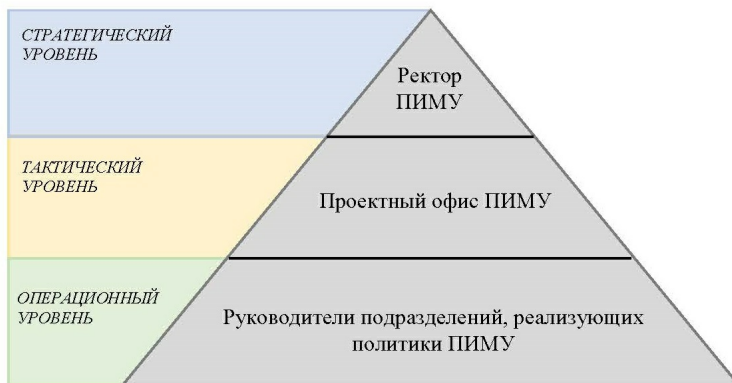 СТРАТЕГИЧЕСКИЙ
УРОВЕНЬ
Ректор
ПИМУ
ТАКТИЧЕСКИЙ
УРОВЕНЬ
Проектный офис ПИМУ
ОПЕРАЦИОННЫЙ
УРОВЕНЬ
Руководители подразделений, реализующих
политики ПИМУ